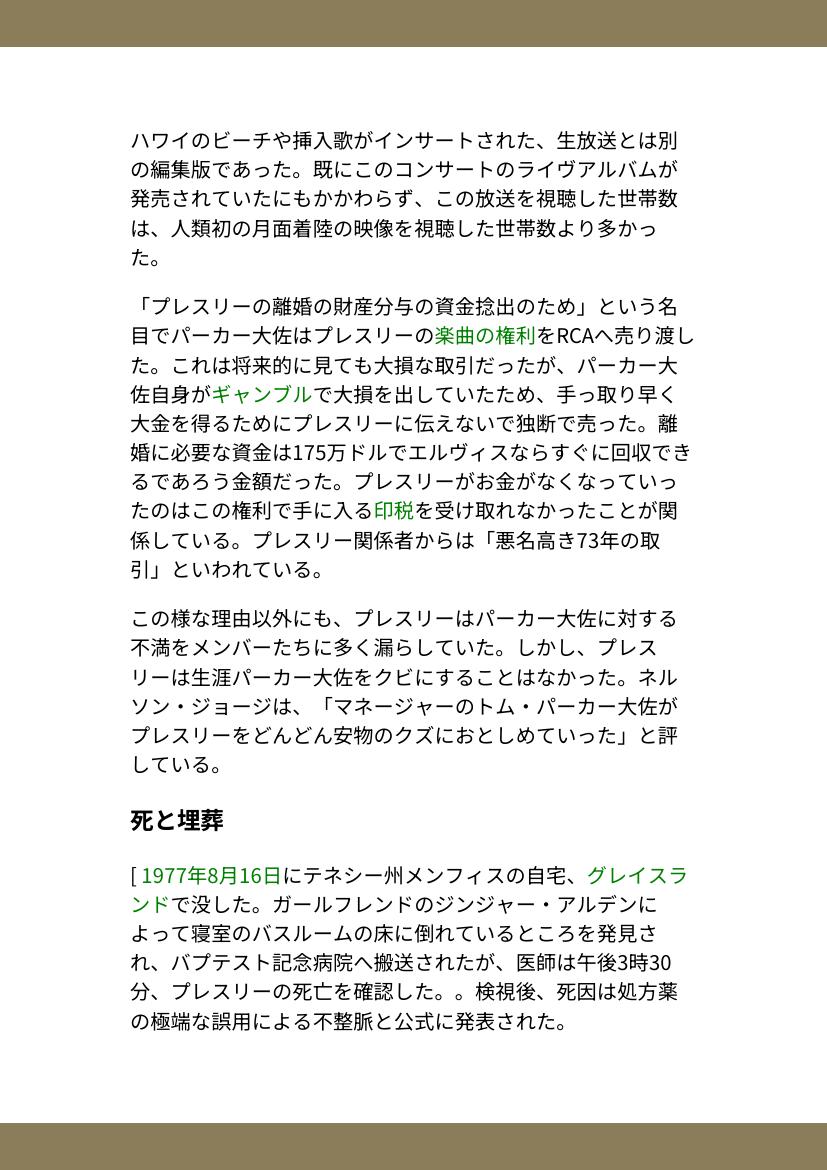 ハワイのビーチや挿入歌がインサートされた、生放送とは別
の編集版であった。既にこのコンサートのライヴアルバムが
発売されていたにもかかわらず、この放送を視聴した世帯数
は、人類初の月面着陸の映像を視聴した世帯数より多かっ
た。
「プレスリーの離婚の財産分与の資金捻出のため」という名
目でパーカー大佐はプレスリーの楽曲の権利をRCAへ売り渡し
た。これは将来的に見ても大損な取引だったが、パーカー大
佐自身がギャンブルで大損を出していたため、手っ取り早く
大金を得るためにプレスリーに伝えないで独断で売った。離
婚に必要な資金は175万ドルでエルヴィスならすぐに回収でき
るであろう金額だった。プレスリーがお金がなくなっていっ
たのはこの権利で手に入る印税を受け取れなかったことが関
係している。プレスリー関係者からは「悪名高き73年の取
引」といわれている。
この様な理由以外にも、プレスリーはパーカー大佐に対する
不満をメンバーたちに多く漏らしていた。しかし、プレス
リーは生涯パーカー大佐をクビにすることはなかった。ネル
ソン・ジョージは、「マネージャーのトム・パーカー大佐が
プレスリーをどんどん安物のクズにおとしめていった」と評
している。
死と埋葬
[ 1977年8月16日にテネシー州メンフィスの自宅、グレイスラ
ンドで没した。ガールフレンドのジンジャー・アルデンに
よって寝室のバスルームの床に倒れているところを発見さ
れ、バプテスト記念病院へ搬送されたが、医師は午後3時30
分、プレスリーの死亡を確認した。。検視後、死因は処方薬
の極端な誤用による不整脈と公式に発表された。